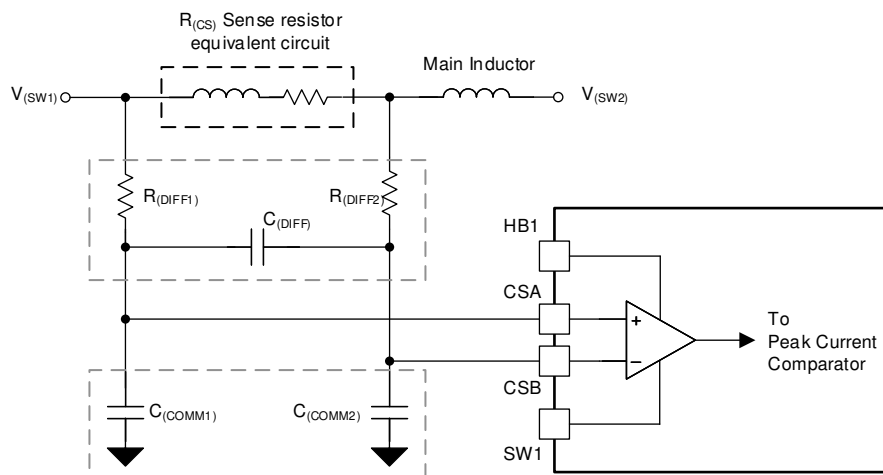 R(CS) Sense resistor
equivalent circuit
Main Inductor
V(SW1)
V(SW2)
R(DIFF1)
R(DIFF2)
C(DIFF)
HB1
CSA
+
To
Peak Current
Comparator
CSB
−
C(COMM1)
C(COMM2)
SW1